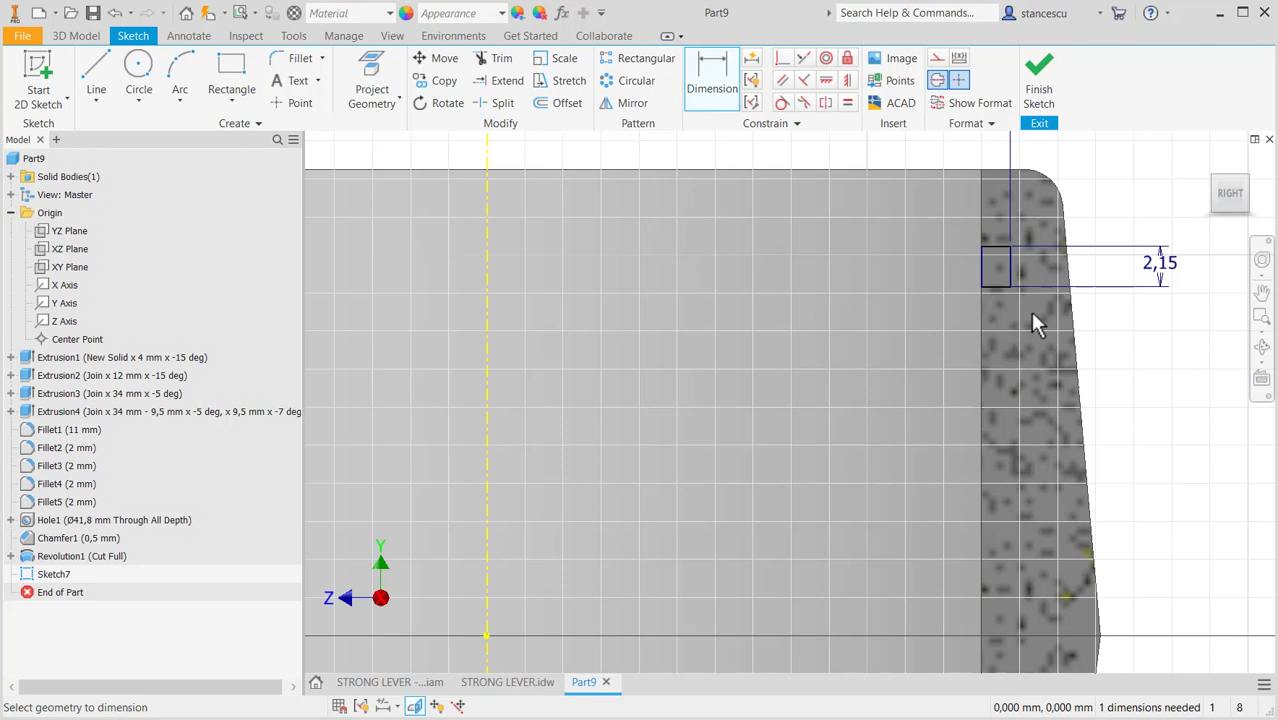 Material
Appearance
Part9
Search Help & Commands...
stancescu
PRO
File
Sketch
3D Model
Annotate
Inspect
Tools
Manage
View
Environments
Get Started
Collaborate
Start
2D Sketch
Line
Circle
Arc
Rectangle
Fillet
Text
Point
Project
Geometry
Move
Copy
Rotate
Trim
Extend
Split
Scale
Stretch
Offset
Rectangular
Circular
Mirror
Dimension
Image
Points
ACAD
Show Format
Finish
Sketch
Sketch
Create
Modify
Pattern
Constrain
Insert
Format
Exit
Model
Part9
Solid Bodies(1)
View: Master
Origin
YZ Plane
XZ Plane
XY Plane
X Axis
Y Axis
Z Axis
Center Point
Extrusion1 (New Solid x 4 mm x -15 deg)
Extrusion2 (Join x 12 mm x -15 deg)
Extrusion3 (Join x 34 mm x -5 deg)
Extrusion4 (Join x 34 mm - 9,5 mm x -5 deg, x 9,5 mm x -7 deg
Fillet1 (11 mm)
Fillet2 (2 mm)
Fillet3 (2 mm)
Fillet4 (2 mm)
Fillet5 (2 mm)
Hole1 (Ø41,8 mm Through All Depth)
Chamfer1 (0,5 mm)
Revolution1 (Cut Full)
Sketch7
End of Part
RIGHT
2,15
Y
Z
STRONG LEVER -...iam
STRONG LEVER.idw
Part9
Select geometry to dimension
0,000 mm, 0,000 mm
1 dimensions needed
1
8